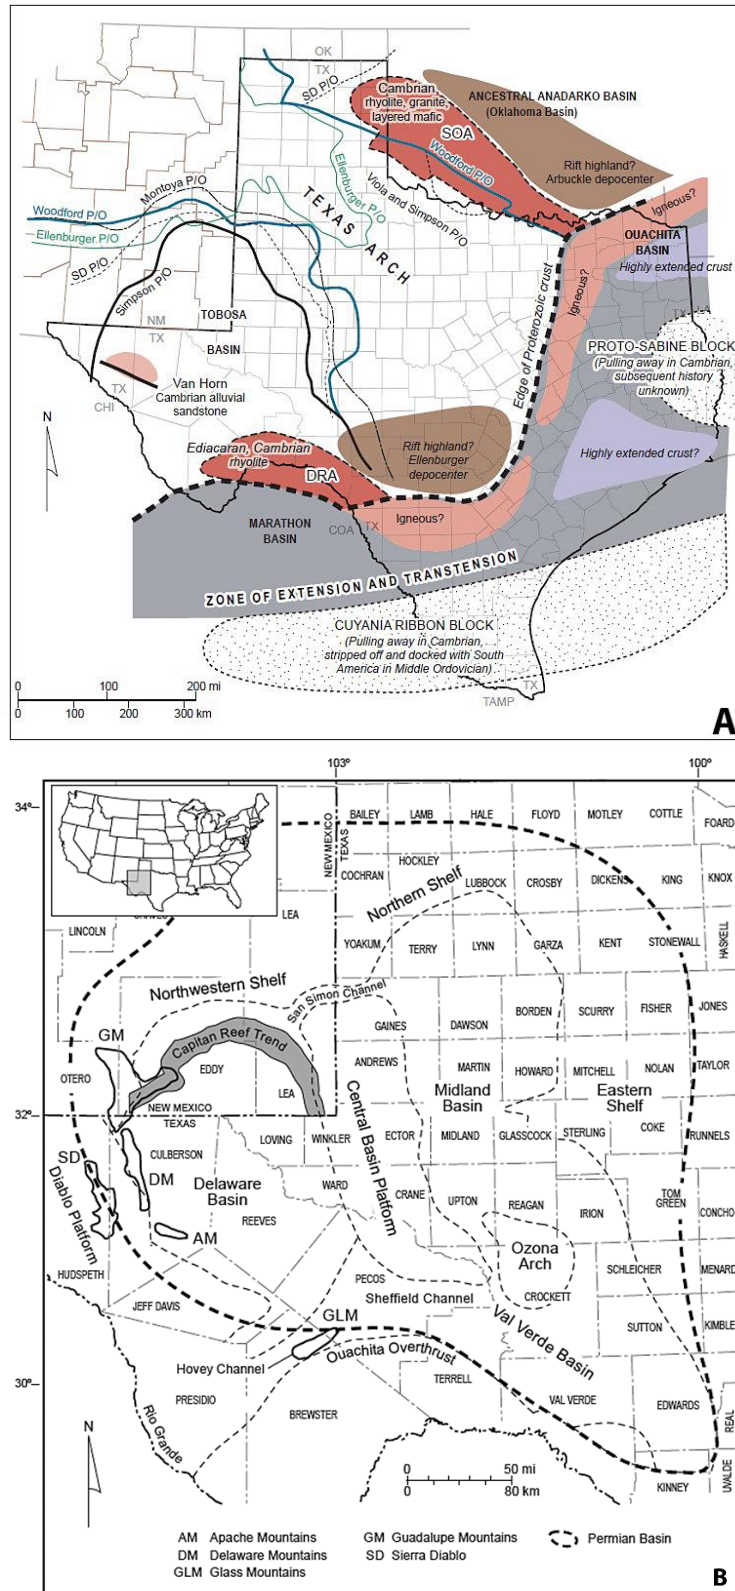 OK
TX
SD P/O
Cambrian
rhyolite, granite,
layered mafic
SOA
ANCESTRAL ANADARKO BASIN
(Oklahoma Basin)
Rift highland?
Arbuckle depocenter
Woodford P/O
Ellenburger P/O
Viola and Simpson P/O
TEXAS ARCH
Montoya P/O
Woodford P/O
Ellenburger P/O
SD P/O
Simpson P/O
Igneous?
OUACHITA
BASIN
Highly extended crust
Igneous?
Edge of Proterozoic crust
TX
NM
TX
TOBOSA
BASIN
PROTO-SABINE BLOCK
(Pulling away in Cambrian,
subsequent history
unknown)
Van Horn
Cambrian alluvial
sandstone
TX
CHI
N
Ediacaran, Cambrian
rhyolite
DRA
Rift highland?
Ellenburger
depocenter
Highly extended crust?
MARATHON
BASIN
COA
TX
Igneous?
ZONE OF EXTENSION AND TRANSTENSION
CUYANIA RIBBON BLOCK
(Pulling away in Cambrian,
stripped off and docked with South
America in Middle Ordovician)
TX
TAMP
0 100 200 mi
0 100 200 300 km
A
103° 100°
34°
BAILEY LAMB HALE FLOYD MOTLEY COTTLE
FOARD
NEW MEXICO
TEXAS
COCHRAN HOCKLEY LUBBOCK CROSBY DICKENS KING KNOX
Northern Shelf
LINCOLN
LEA
YOAKUM TERRY LYNN GARZA KENT STONEWALL
HASKELL
Northwestern Shelf
San Simon Channel
GAINES DAWSON BORDEN SCURRY FISHER JONES
GM
Capitan Reef Trend
EDDY
LEA
OTERO
ANDREWS MARTIN HOWARD MITCHELL NOLAN TAYLOR
Central Basin Platform
Midland
Basin
Eastern
Shelf
32°
NEW MEXICO
TEXAS
LOVING WINKLER ECTOR MIDLAND GLASSCOCK STERLING COKE RUNNELS
SD
CULBERSON
DM
Delaware
Basin
Diablo Platform
WARD CRANE UPTON REAGAN IRION TOM
GREEN CONCHO
REEVES
AM
Ozona
Arch
HUDSPETH
PECOS
SCHLEICHER MENARD
JEFF DAVIS
Sheffield Channel
CROCKETT
GLM
Val Verde Basin
SUTTON KIMBLE
Hovey Channel
Ouachita Overthrust
30°
TERRELL
PRESIDIO
BREWSTER
VAL VERDE EDWARDS
REAL
Rio Grande
N
KINNEY
UVALDE
0 50 mi
0 80 km
AM Apache Mountains
DM Delaware Mountains
GLM Glass Mountains
GM Guadalupe Mountains
SD Sierra Diablo
Permian Basin
B